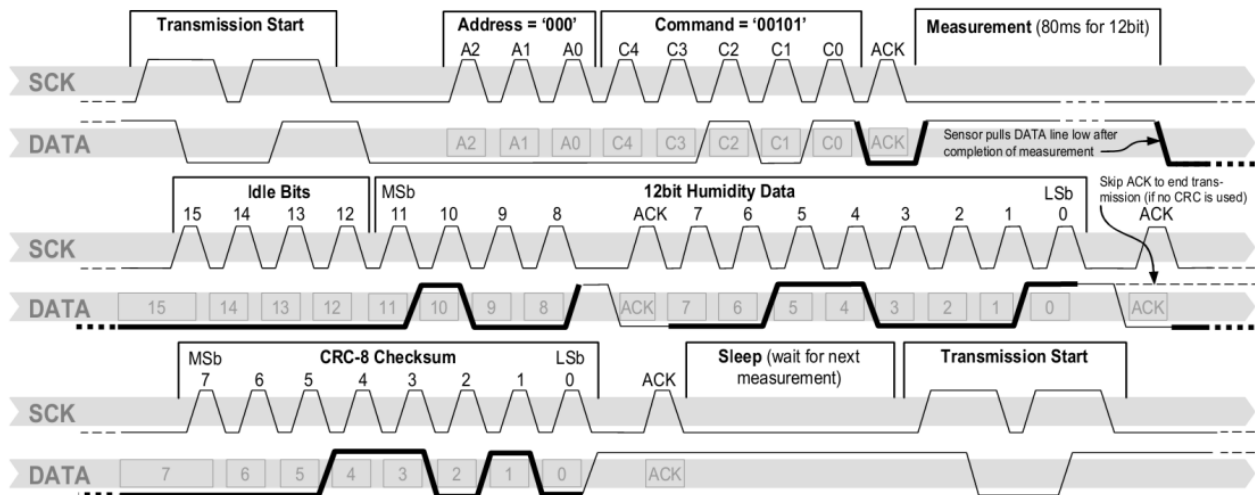 Transmission Start Address = ‘000’ Command = ‘00101’ Measurement (80ms for 12bit)
A2 A1 A0 C4 C3 C2 C1 C0 ACK
SCK
DATA A2 A1 A0 C4 C3 C2 C1 C0 ACK
Sensor pulls DATA line low after
completion of measurement
Idle Bits MSb 12bit Humidity Data LSb
Skip ACK to end trans-
mission (if no CRC is used)
15 14 13 12 11 10 9 8 ACK 7 6 5 4 3 2 1 0 ACK
SCK
DATA 15 14 13 12 11 10 9 8 ACK 7 6 5 4 3 2 1 0 ACK
MSb CRC-8 Checksum LSb Sleep (wait for next
measurement)
Transmission Start
7 6 5 4 3 2 1 0 ACK
SCK
DATA 7 6 5 4 3 2 1 0 ACK